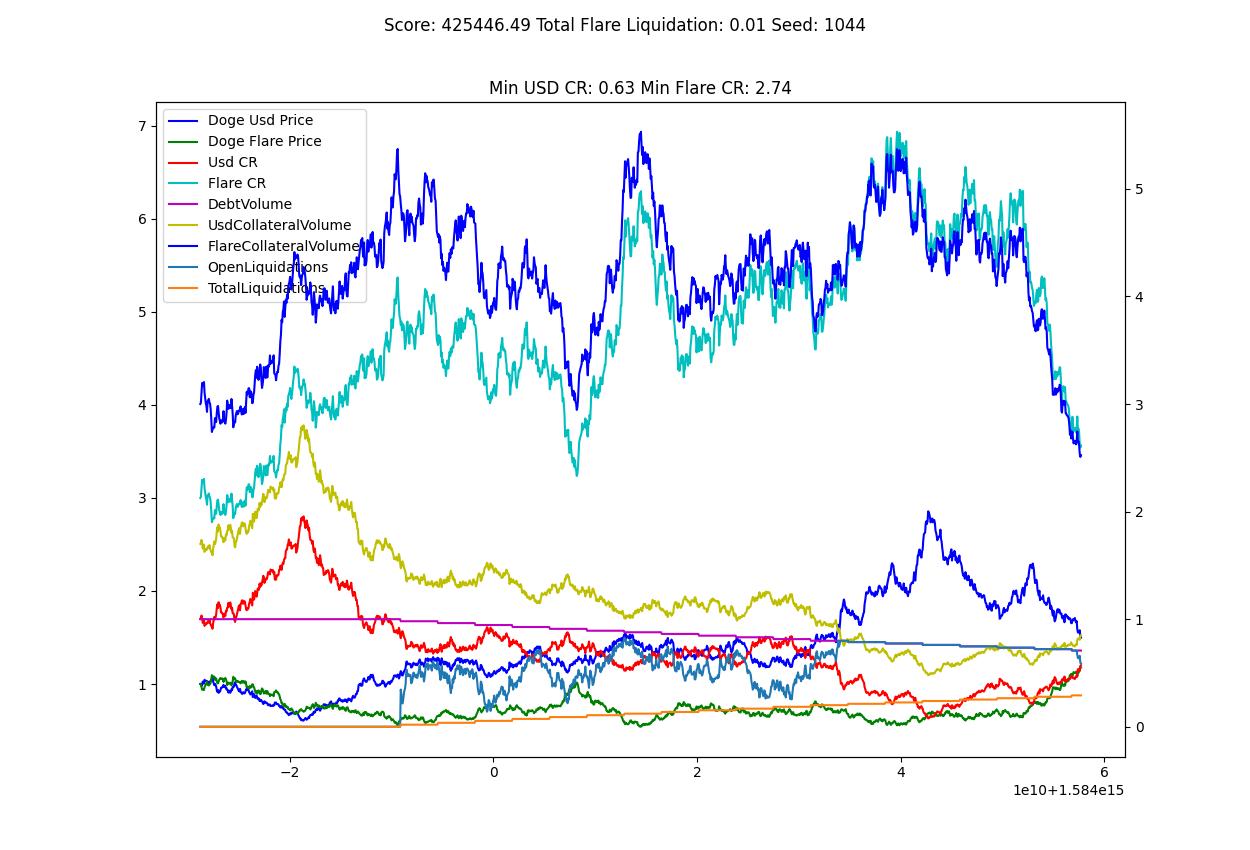 Score: 425446.49 Total Flare Liquidation: 0.01 Seed: 1044
Min USD CR: 0.63 Min Flare CR: 2.74
Doge Usd Price
Doge Flare Price
Usd CR
Flare CR
DebtVolume
UsdCollateralVolume
FlareCollateralVolume
OpenLiquidations
TotalLiquidations
7
6
5
4
3
2
1
5
4
3
2
1
0
−2
0
2
4
6
1e10+1.584e15